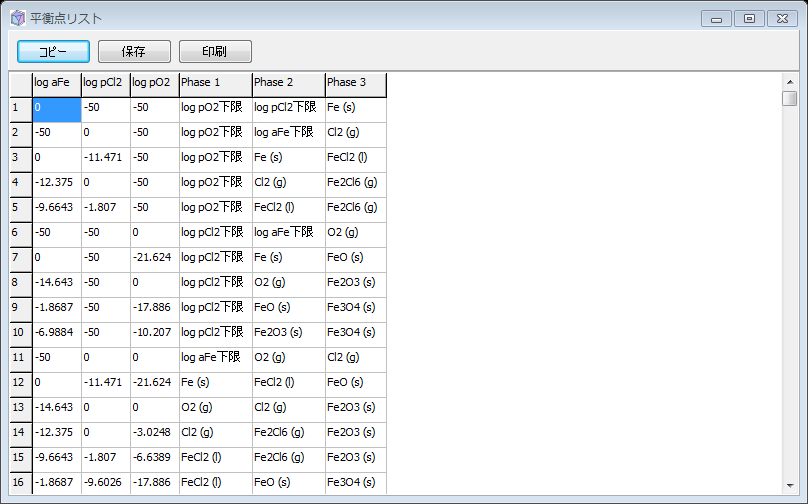 平衡点リスト
コピー 保存 印刷
log aFe log pCl2 log pO2 Phase 1 Phase 2 Phase 3
1 0 -50 -50 log pO2下限 log pCl2下限 Fe (s)
2 -50 0 -50 log pO2下限 log aFe下限 Cl2 (g)
3 0 -11.471 -50 log pO2下限 Fe (s) FeCl2 (l)
4 -12.375 0 -50 log pO2下限 Cl2 (g) Fe2Cl6 (g)
5 -9.6643 -1.807 -50 log pO2下限 FeCl2 (l) Fe2Cl6 (g)
6 -50 -50 0 log pCl2下限 log aFe下限 O2 (g)
7 0 -50 -21.624 log pCl2下限 Fe (s) FeO (s)
8 -14.643 -50 0 log pCl2下限 O2 (g) Fe2O3 (s)
9 -1.8687 -50 -17.886 log pCl2下限 FeO (s) Fe3O4 (s)
10 -6.9884 -50 -10.207 log pCl2下限 Fe2O3 (s) Fe3O4 (s)
11 -50 0 0 log aFe下限 O2 (g) Cl2 (g)
12 0 -11.471 -21.624 Fe (s) FeCl2 (l) FeO (s)
13 -14.643 0 0 O2 (g) Cl2 (g) Fe2O3 (s)
14 -12.375 0 -3.0248 Cl2 (g) Fe2Cl6 (g) Fe2O3 (s)
15 -9.6643 -1.807 -6.6389 FeCl2 (l) Fe2Cl6 (g) Fe2O3 (s)
16 -1.8687 -9.6026 -17.886 FeCl2 (l) FeO (s) Fe3O4 (s)